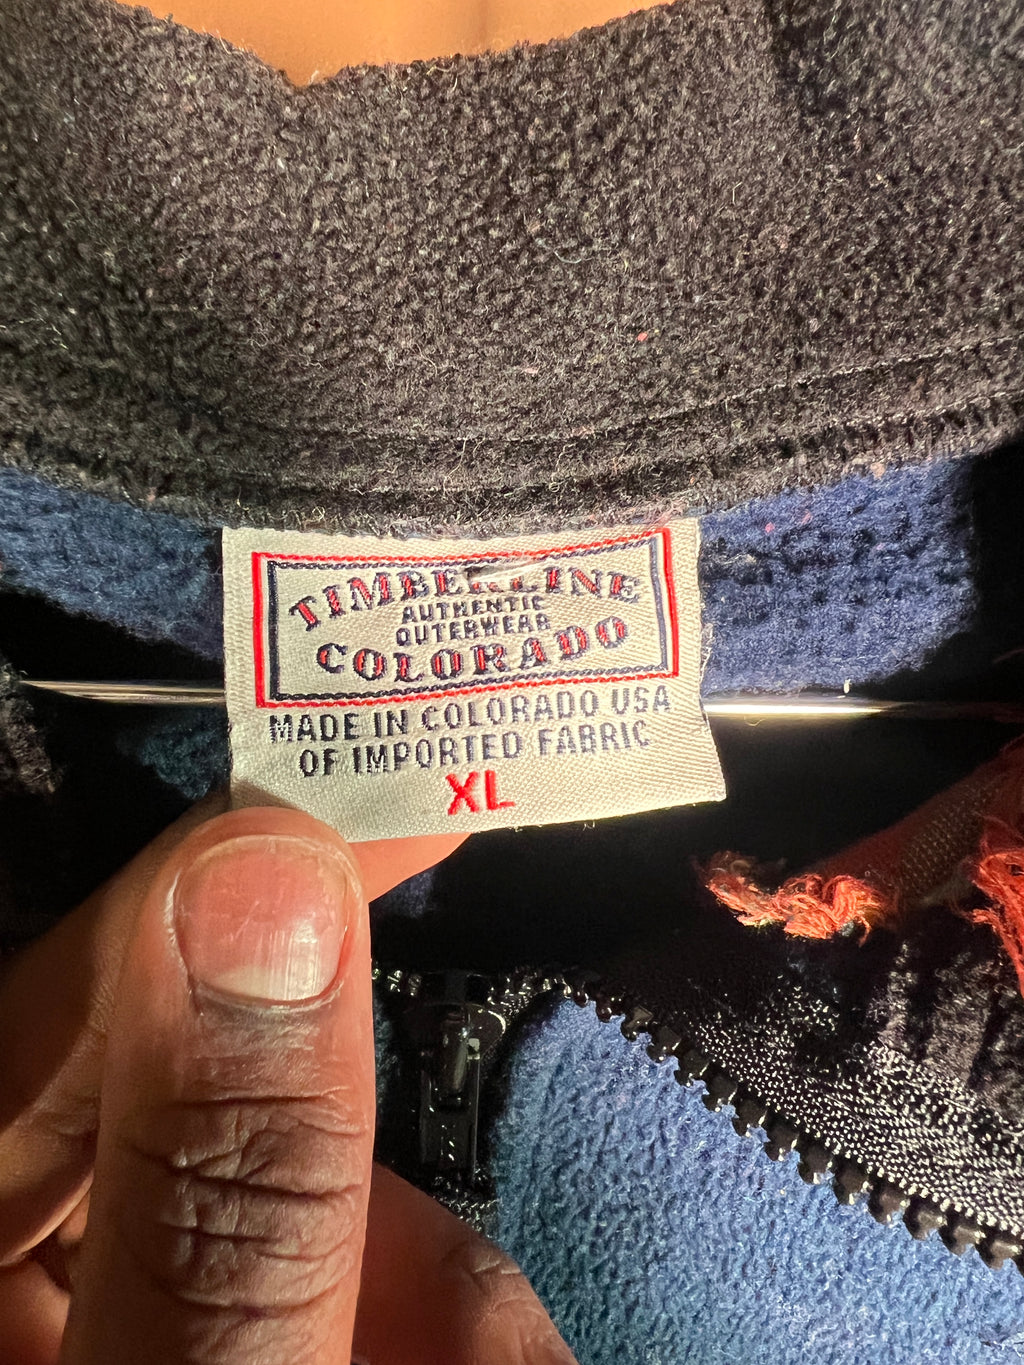 TIMBERLINE
AUTHENTIC
OUTERWEAR
COLORADO
MADE IN COLORADO USA
OF IMPORTED FABRIC
XL